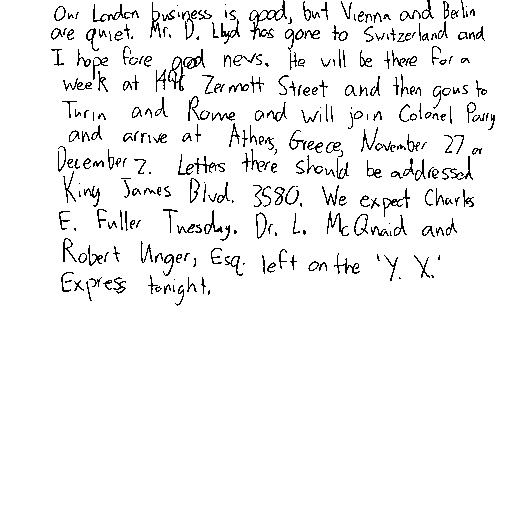 Our London business is good, but Vienna and Berlin
are quiet. Mr. D. Lloyd has gone to Switzerland and
I hope fore good news. He will be there for a
week at Zermott Street and then gous to
Turin and Rome and will join Colonel Parry
and arrive at Athens, Greece, November 27 or
December 2. Letters there should be addressed
King James Blvd. 3580. We expect Charles
E. Fuller Tuesday. Dr. L. McQuaid and
Robert Unger, Esq. left on the 'Y. X.'
Express tonight.